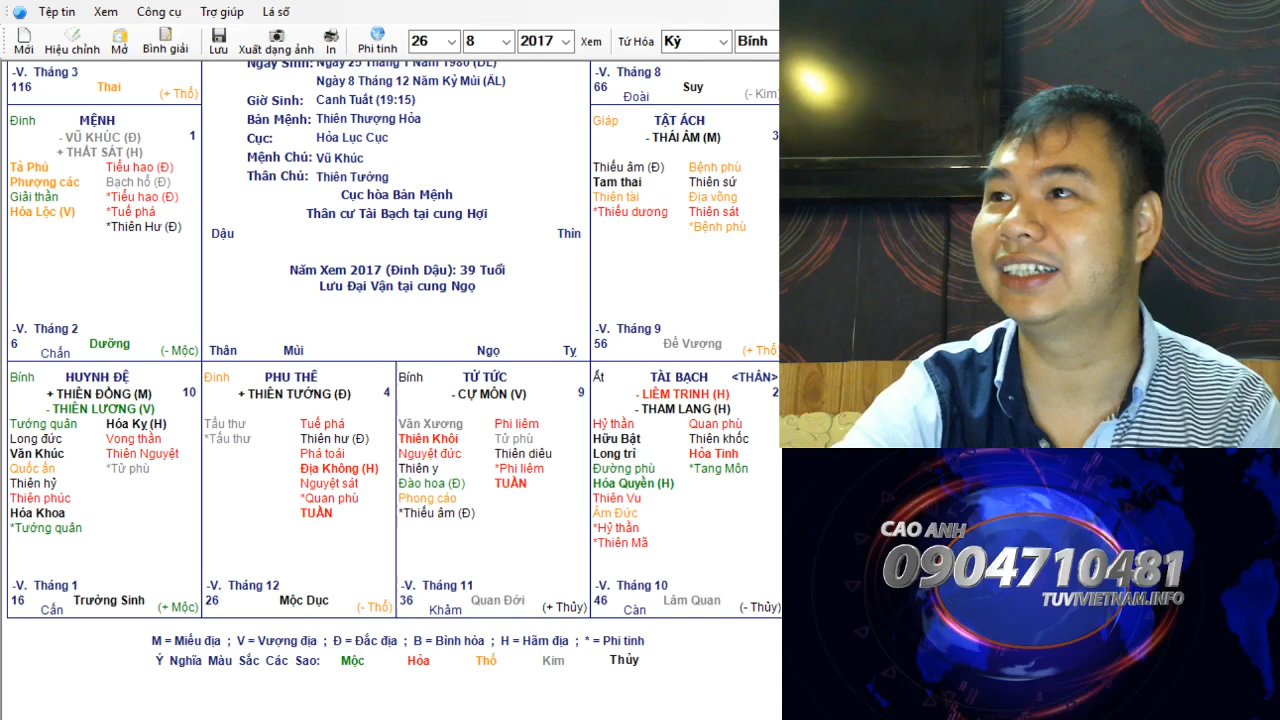 Tệp tin Xem Công cụ Trợ giúp Lá số
Mới Hiệu chỉnh Mở Bình giải Lưu Xuất dạng ảnh In Phi tinh 26 8 2017 Xem Tứ Hóa Kỷ Bính
-V. Tháng 3
116 Thai (+ Thổ)
Ngày Sinh: Ngày 25 Tháng 1 Năm 1980 (DL)
Ngày 8 Tháng 12 Năm Kỷ Mùi (ÂL)
Giờ Sinh: Canh Tuất (19:15)
Bản Mệnh: Thiên Thượng Hỏa
Cục: Hỏa Lục Cục
Mệnh Chủ: Vũ Khúc
Thân Chủ: Thiên Tướng
Cục hòa Bản Mệnh
Thân cư Tài Bạch tại cung Hợi
Dậu Thìn
Năm Xem 2017 (Đinh Dậu): 39 Tuổi
Lưu Đại Vận tại cung Ngọ
Thân Mùi Ngọ Tỵ
-V. Tháng 8
66 Đoài Suy (- Kim)
Đinh MỆNH
- VŨ KHÚC (Đ) 1
+ THẤT SÁT (H)
Tả Phù Tiểu hao (Đ)
Phượng các Bạch hổ (Đ)
Giải thần *Tiểu hao (Đ)
Hóa Lộc (V) *Tuế phá
*Thiên Hư (Đ)
-V. Tháng 2
6 Chấn Dưỡng (- Mộc)
Giáp TẬT ÁCH
- THÁI ÂM (M) 3
Thiếu âm (Đ) Bệnh phù
Tam thai Thiên sứ
Thiên tài Địa võng
*Thiếu dương Thiên sát
*Bệnh phù
-V. Tháng 9
56 Đế Vượng (+ Thổ
Bính HUYNH ĐỆ
+ THIÊN ĐỒNG (M) 10
- THIÊN LƯƠNG (V)
Tướng quân Hóa Kỵ (H)
Long đức Vong thần
Văn Khúc Thiên Nguyệt
Quốc ấn *Tử phù
Thiên hỷ
Thiên phúc
Hóa Khoa
*Tướng quân
-V. Tháng 1
16 Cấn Trường Sinh (+ Mộc)
Đinh PHU THÊ
+ THIÊN TƯỚNG (Đ) 4
Tấu thư Tuế phá
*Tấu thư Thiên hư (Đ)
Phá toái
Địa Không (H)
Nguyệt sát
*Quan phù
TUẦN
-V. Tháng 12
26 Mộc Dục (- Thổ)
Bính TỬ TỨC
- CỰ MÔN (V) 9
Văn Xương Phi liêm
Thiên Khôi Tử phù
Nguyệt đức Thiếu dương
Thiên y Thiên diêu
Đào hoa (Đ) *Phi liêm
Phong cáo TUẦN
*Thiếu âm (Đ)
-V. Tháng 11
36 Khảm Quan Đới (+ Thủy)
Ất TÀI BẠCH <THÂN>
- LIÊM TRINH (H) 2
- THAM LANG (H)
Hỷ thần Quan phù
Hữu Bật Thiên khốc
Long trì Hỏa Tinh
Đường phù *Tang Môn
Hóa Quyền (H)
Thiên Vu
Âm Đức
*Hỷ thần
*Thiên Mã
-V. Tháng 10
46 Càn Lâm Quan (- Thủy)
M = Miếu địa ; V = Vượng địa ; Đ = Đắc địa ; B = Bình hòa ; H = Hãm địa ; * = Phi tinh
Ý Nghĩa Màu Sắc Các Sao: Mộc Hỏa Thổ Kim Thủy
CAO ANH
0904710481
TUVIVIETNAM.INFO